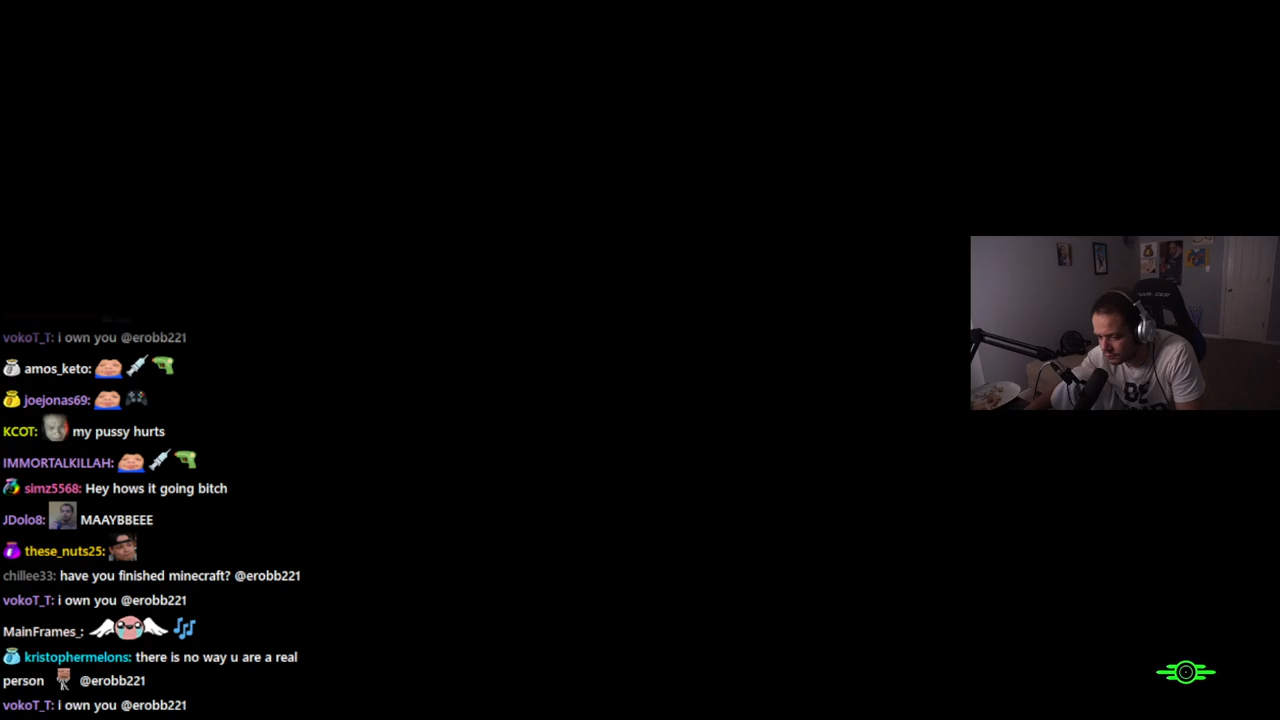 vokoT_T: i own you @erobb221
amos_keto:
joejonas69:
KCOT: my pussy hurts
IMMORTALKILLAH:
simz5568: Hey hows it going bitch
JDolo8: MAAYBBEEE
these_nuts25:
chillee33: have you finished minecraft? @erobb221
vokoT_T: i own you @erobb221
MainFrames_:
kristophermelons: there is no way u are a real
person @erobb221
vokoT_T: i own you @erobb221